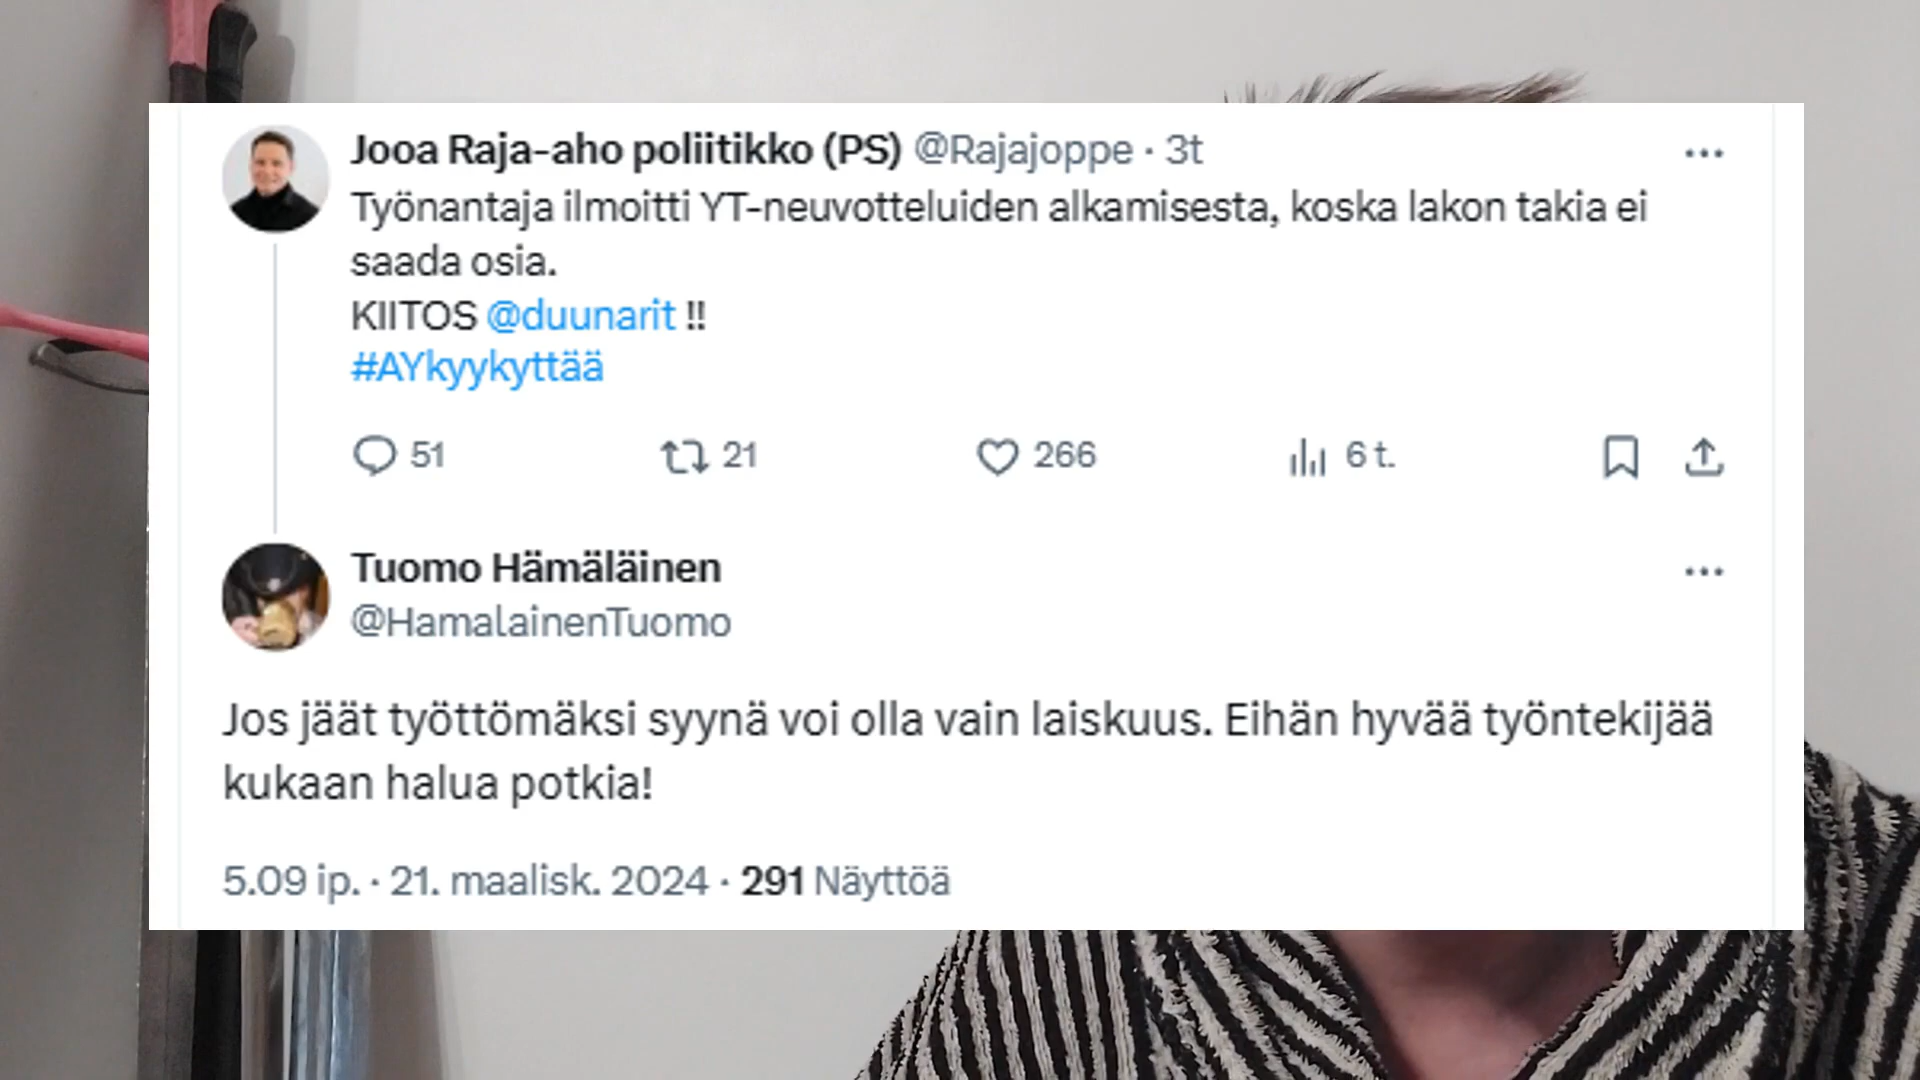 Jooa Raja-aho poliitikko (PS) @Rajajoppe · 3t
Työnantaja ilmoitti YT-neuvotteluiden alkamisesta, koska lakon takia ei
saada osia.
KIITOS @duunarit !!
#AYkyykyttää
51 21 266 6 t.
Tuomo Hämäläinen
@HamalainenTuomo
Jos jäät työttömäksi syynä voi olla vain laiskuus. Eihän hyvää työntekijää
kukaan halua potkia!
5.09 ip. · 21. maalisk. 2024 · 291 Näyttöä